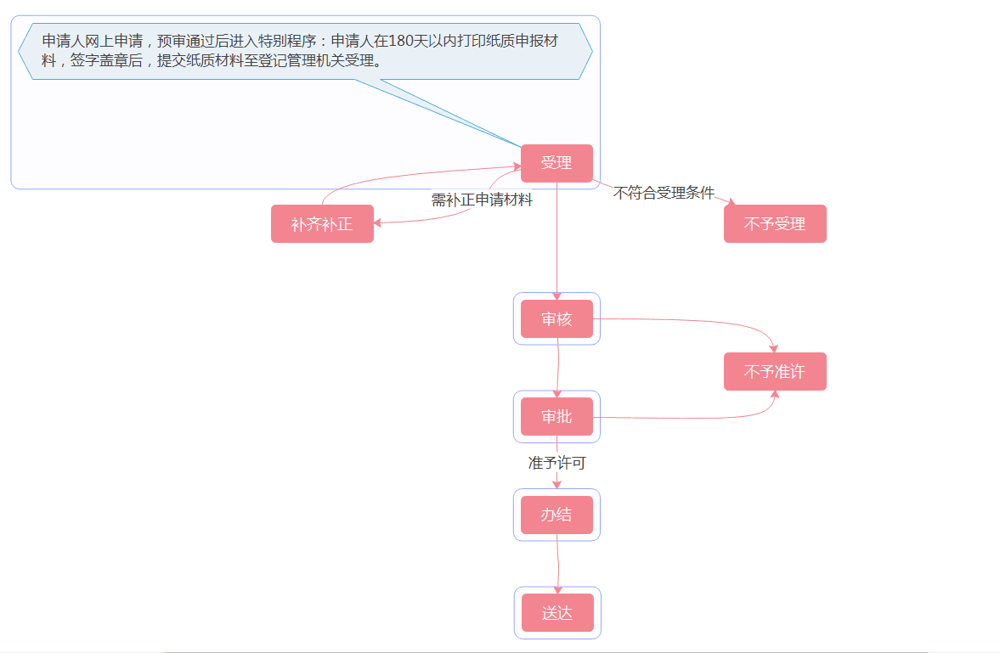 申请人网上申请，预审通过后进入特别程序：申请人在180天以内打印纸质申报材
料，签字盖章后，提交纸质材料至登记管理机关受理。
受理
不符合受理条件
需补正申请材料
补齐补正
不予受理
审核
不予准许
审批
准予许可
办结
送达